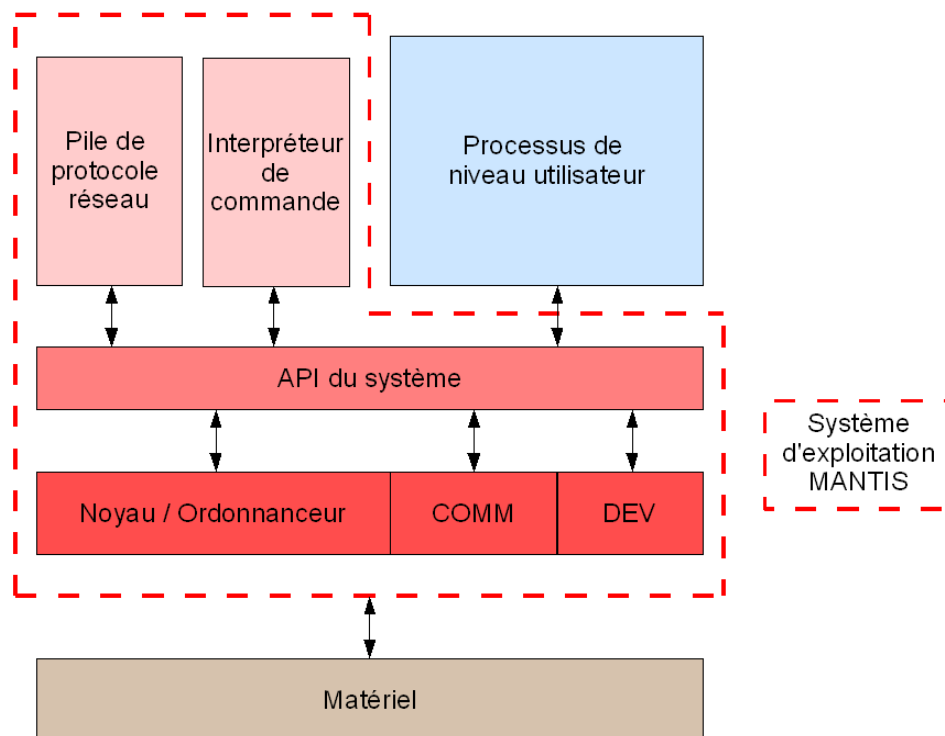 Pile de
protocole
réseau
Interpréteur
de
commande
Processus de
niveau utilisateur
API du système
Noyau / Ordonnanceur
COMM
DEV
Système
d'exploitation
MANTIS
Matériel